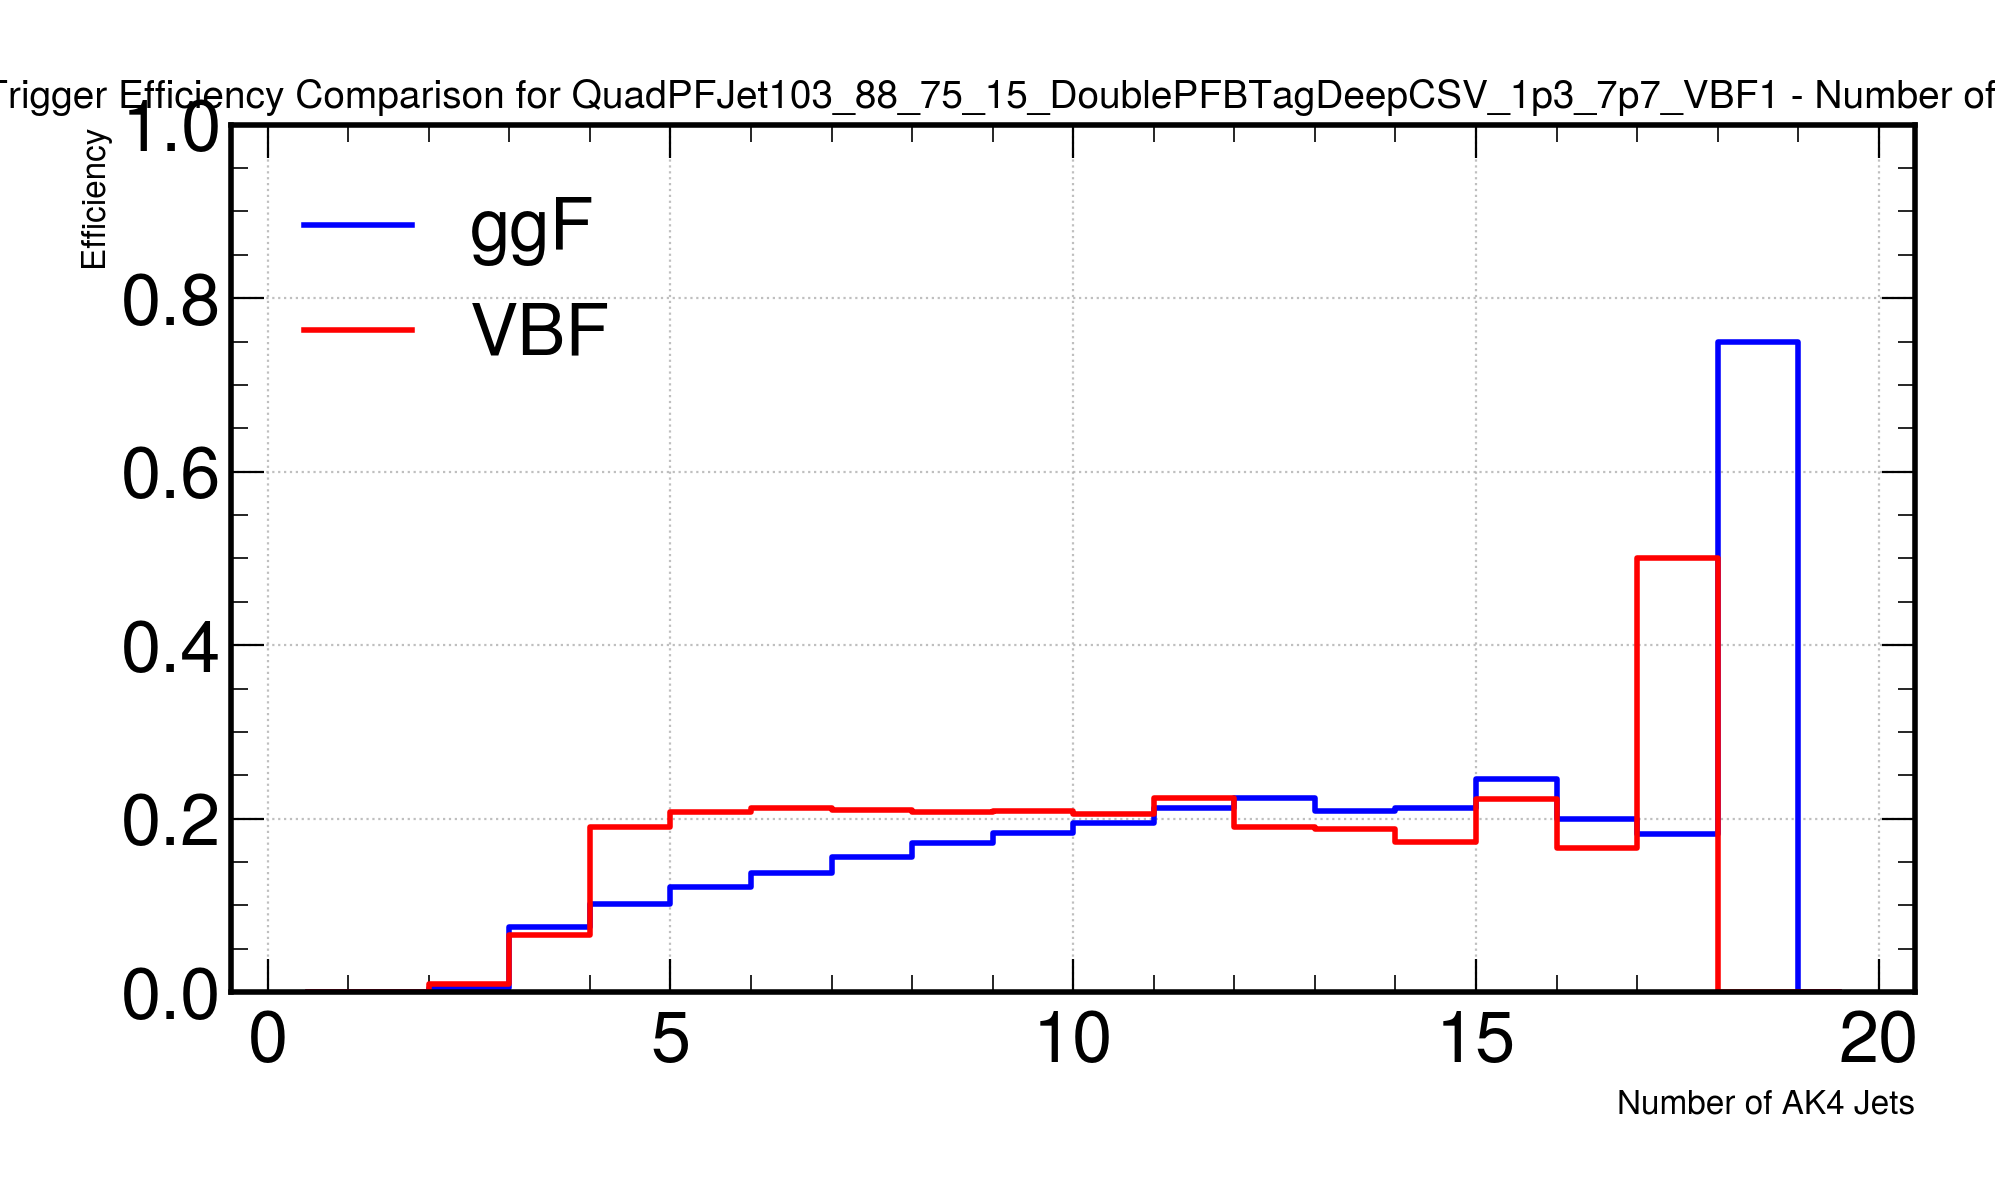 Trigger Efficiency Comparison for QuadPFJet103_88_75_15_DoublePFBTagDeepCSV_1p3_7p7_VBF1 - Number of
Efficiency
1.0
0.8
0.6
0.4
0.2
0.0
ggF
VBF
0 5 10 15 20
Number of AK4 Jets